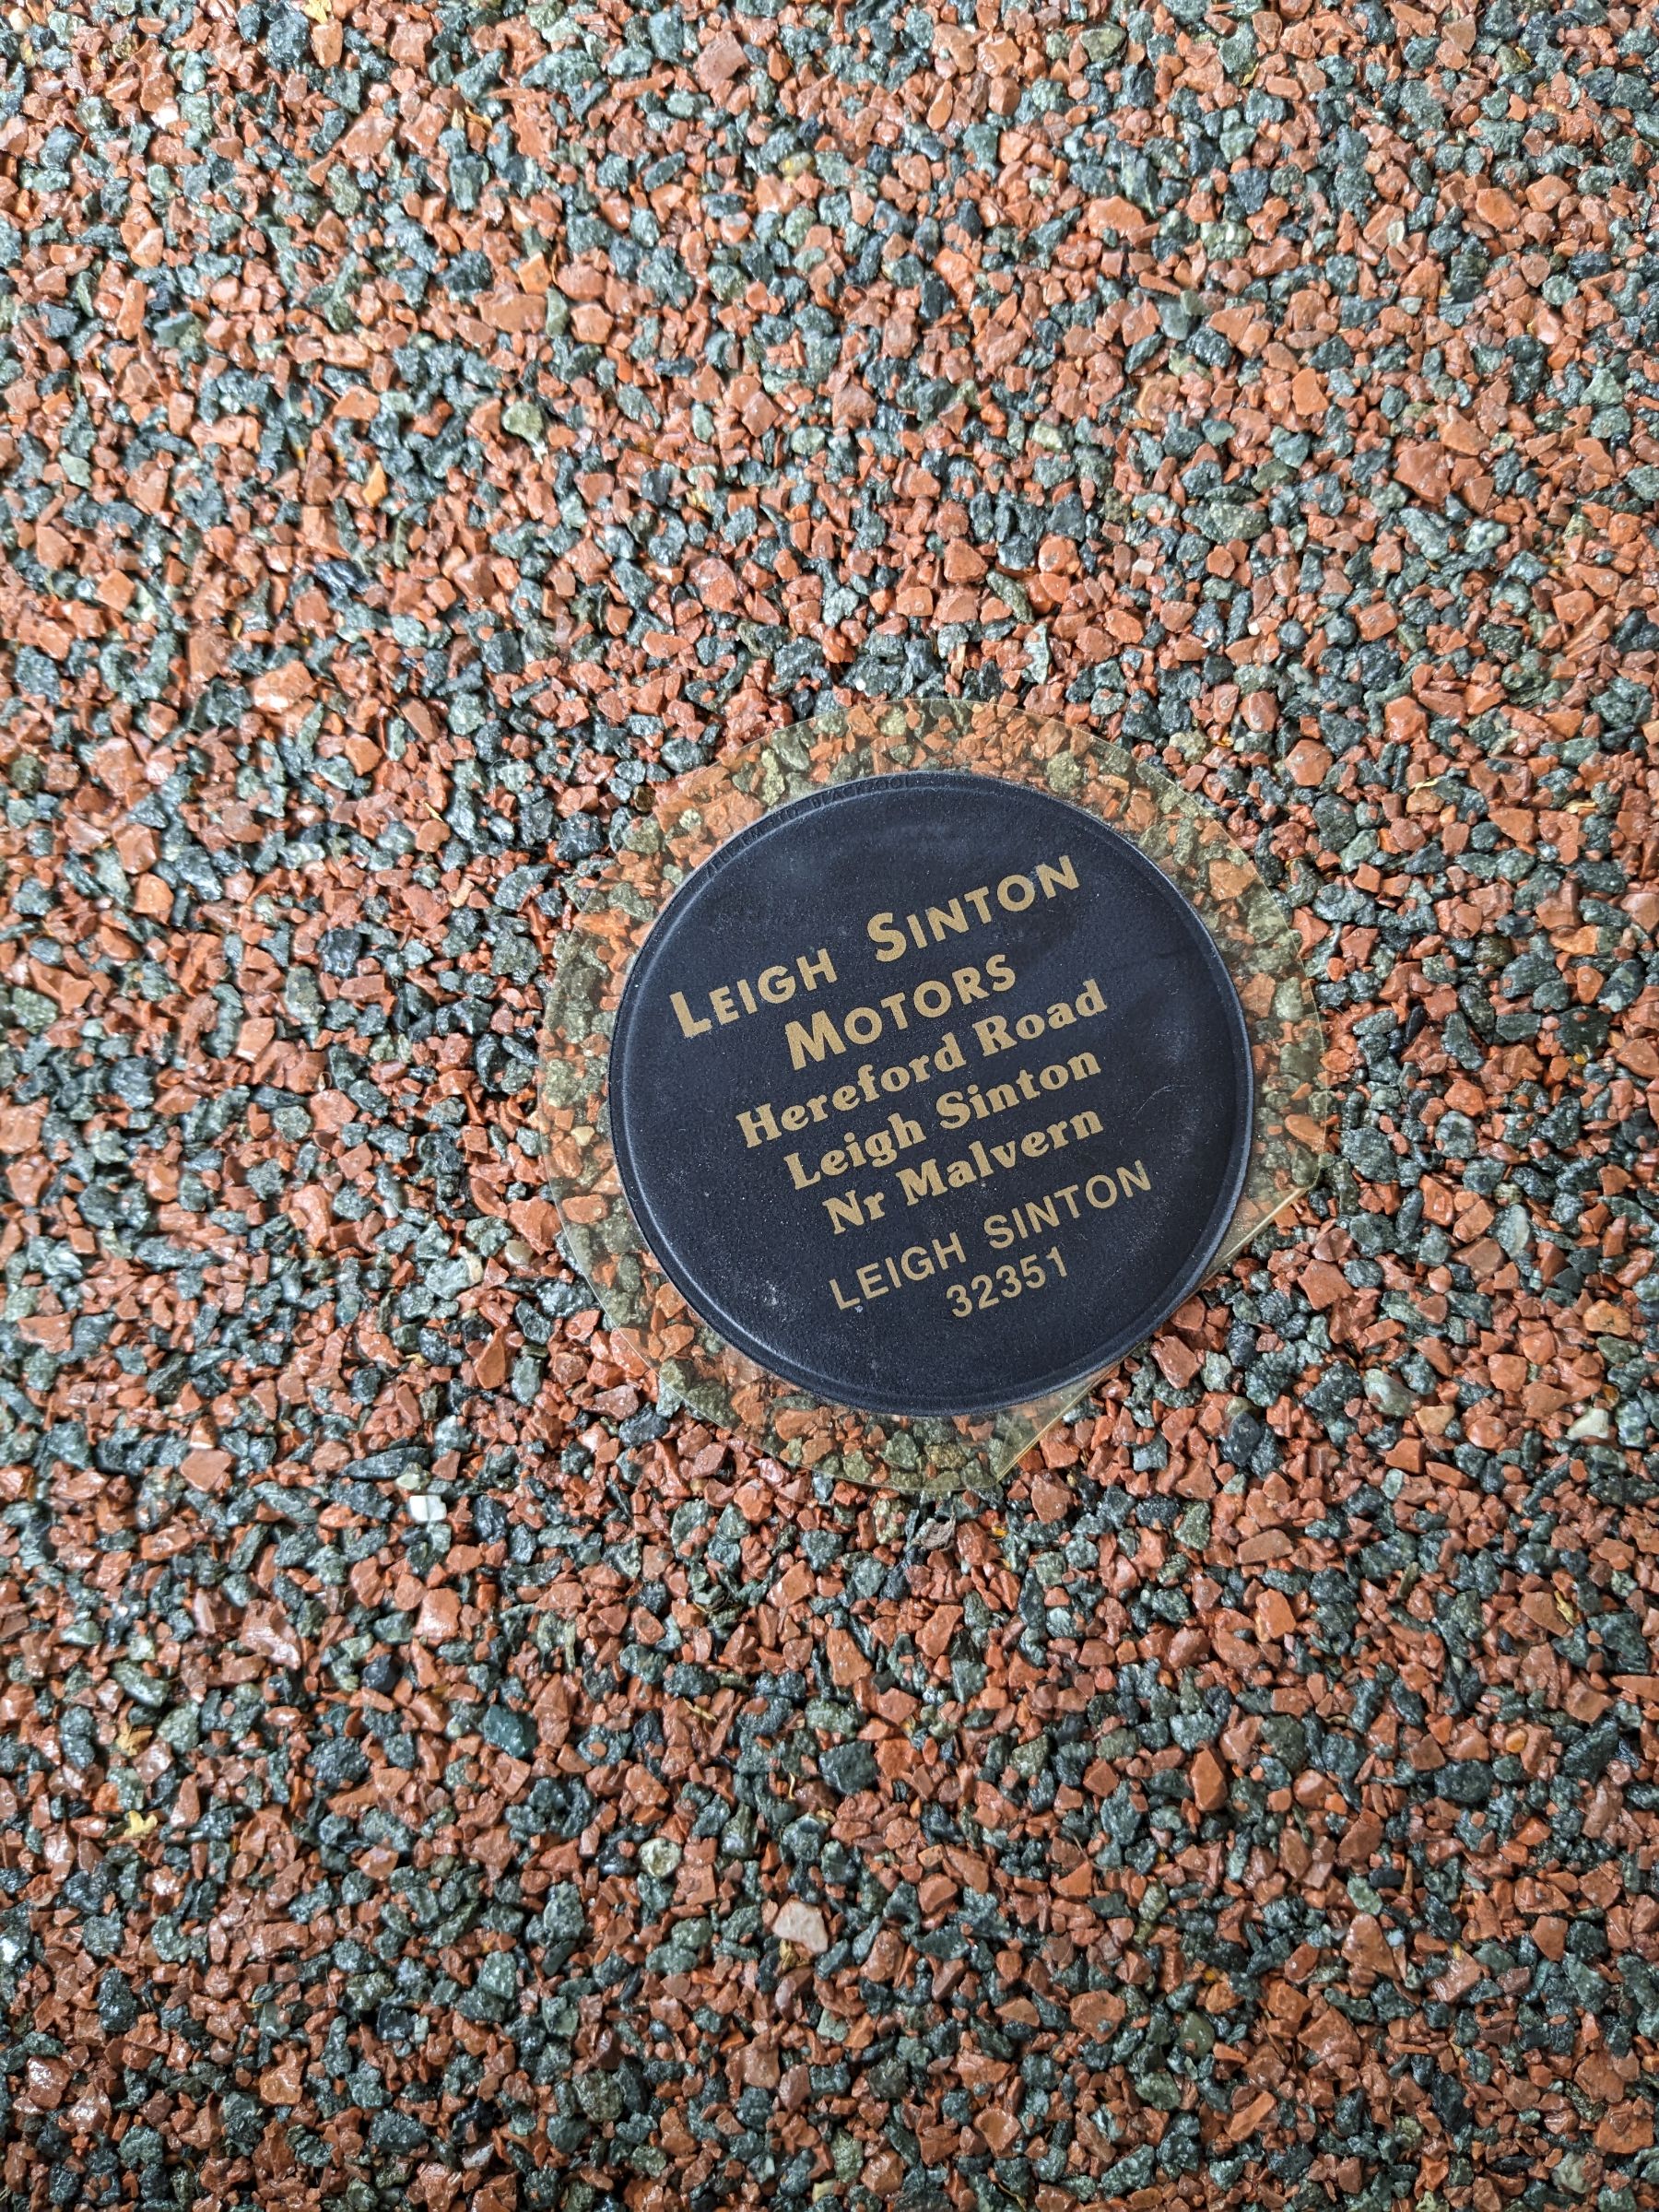 LEIGH SINTON
MOTORS
Hereford Road
Leigh Sinton
Nr Malvern
LEIGH SINTON
32351